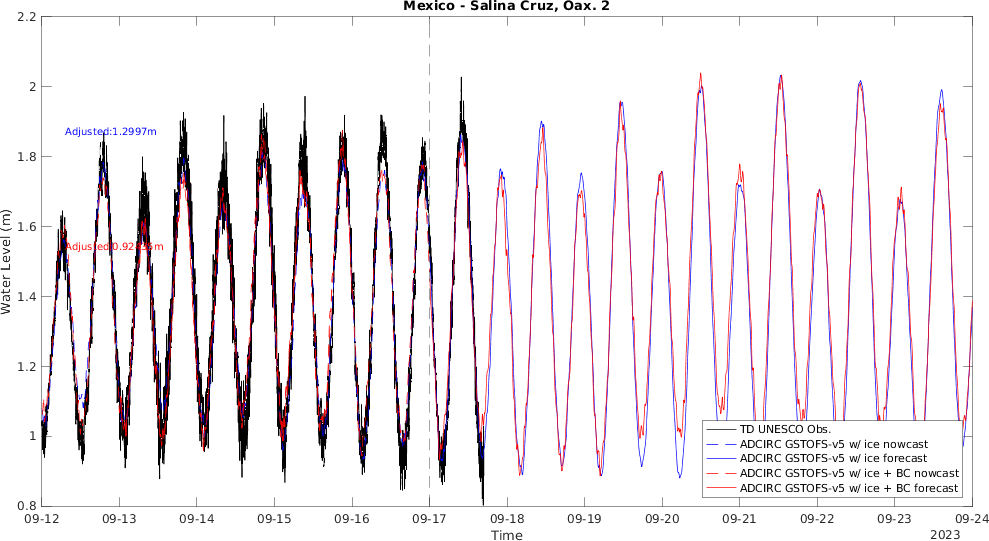 Mexico - Salina Cruz, Oax. 2
Water Level (m)
2.2
2
1.8
1.6
1.4
1.2
1
0.8
Adjusted:1.2997m
TD UNESCO Obs.
ADCIRC GSTOFS-v5 w/ ice nowcast
ADCIRC GSTOFS-v5 w/ ice forecast
ADCIRC GSTOFS-v5 w/ ice + BC nowcast
ADCIRC GSTOFS-v5 w/ ice + BC forecast
09-12 09-13 09-14 09-15 09-16 09-17 09-18 09-19 09-20 09-21 09-22 09-23 09-24
Time
2023